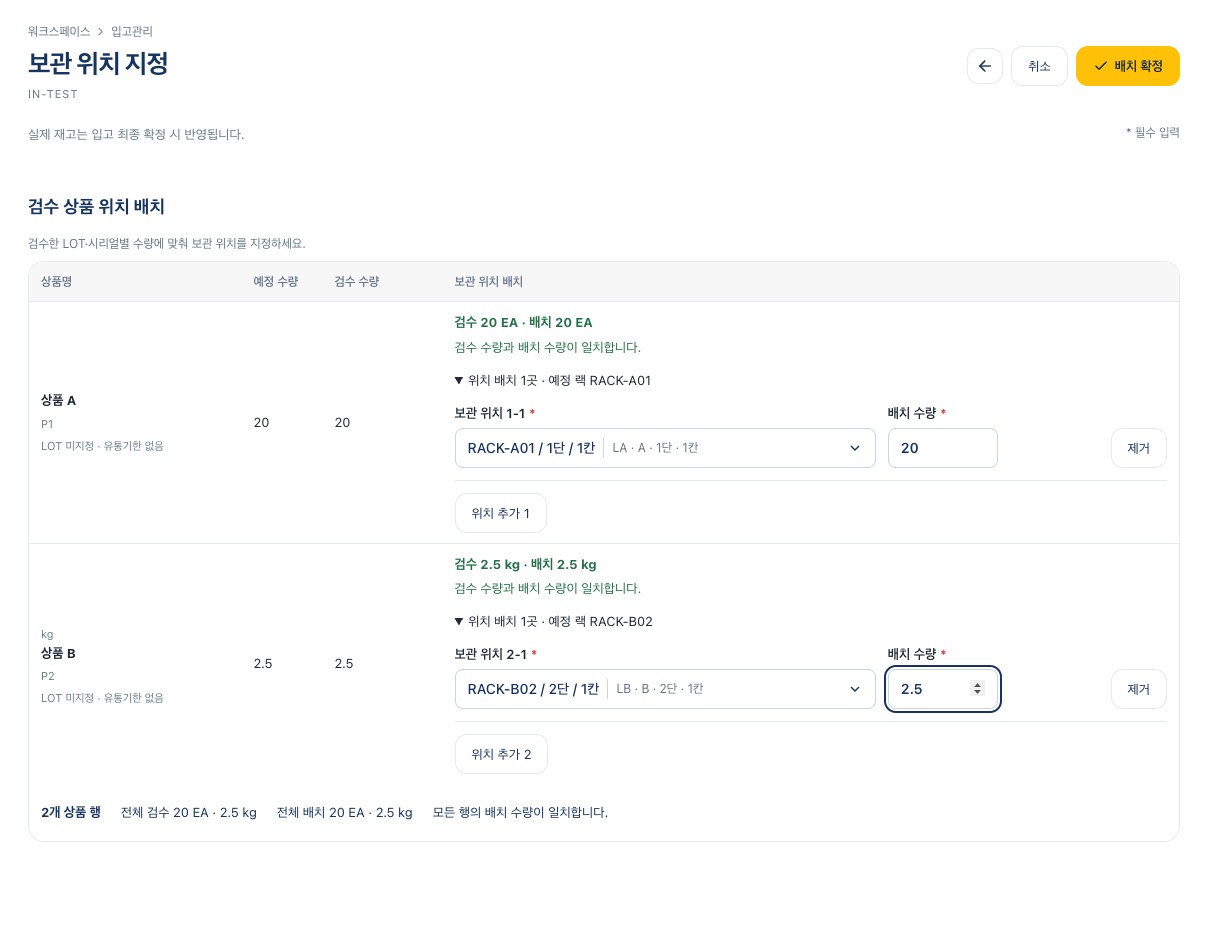 워크스페이스 > 입고관리
보관 위치 지정
IN-TEST
취소
배치 확정
실제 재고는 입고 최종 확정 시 반영됩니다.
* 필수 입력
검수 상품 위치 배치
검수한 LOT·시리얼별 수량에 맞춰 보관 위치를 지정하세요.
상품명 예정 수량 검수 수량 보관 위치 배치
검수 20 EA · 배치 20 EA
검수 수량과 배치 수량이 일치합니다.
▼ 위치 배치 1곳 · 예정 랙 RACK-A01
상품 A
P1
LOT 미지정 · 유통기한 없음
20
20
보관 위치 1-1 *
배치 수량 *
RACK-A01 / 1단 / 1칸 LA · A · 1단 · 1칸
20
제거
위치 추가 1
검수 2.5 kg · 배치 2.5 kg
검수 수량과 배치 수량이 일치합니다.
▼ 위치 배치 1곳 · 예정 랙 RACK-B02
kg
상품 B
P2
LOT 미지정 · 유통기한 없음
2.5
2.5
보관 위치 2-1 *
배치 수량 *
RACK-B02 / 2단 / 1칸 LB · B · 2단 · 1칸
2.5
제거
위치 추가 2
2개 상품 행 전체 검수 20 EA · 2.5 kg 전체 배치 20 EA · 2.5 kg 모든 행의 배치 수량이 일치합니다.